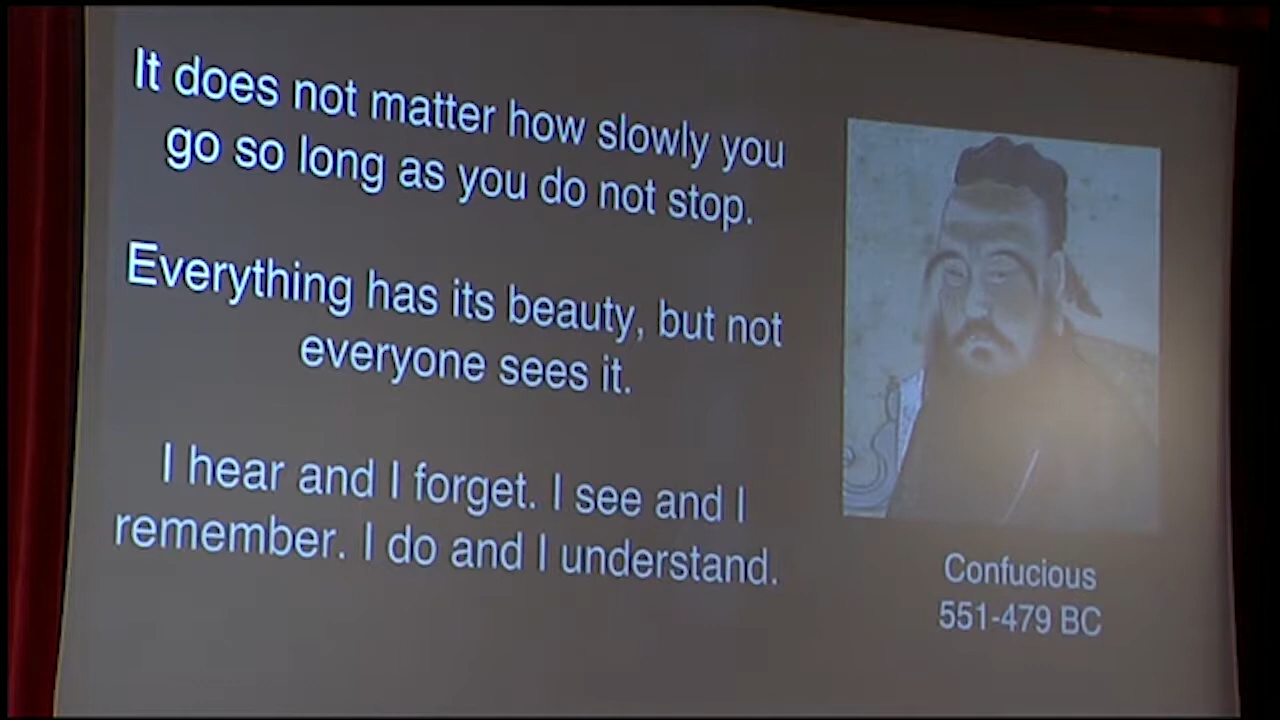 It does not matter how slowly you
go so long as you do not stop.
Everything has its beauty, but not
everyone sees it.
I hear and I forget. I see and I
remember. I do and I understand.
Confucious
551-479 BC